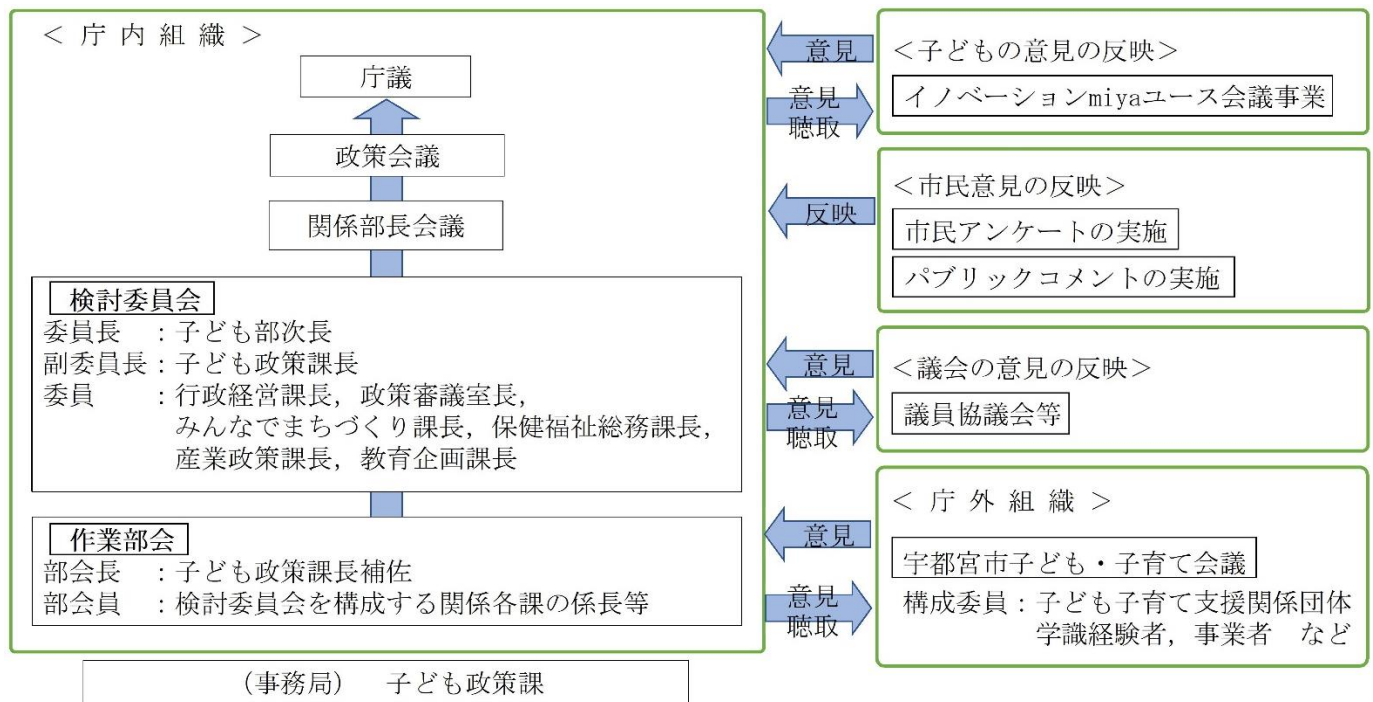 < 庁 内 組 織 >
庁議
政策会議
関係部長会議
検討委員会
委員長　：子ども部次長
副委員長：子ども政策課長
委員　　：行政経営課長，政策審議室長，
みんなでまちづくり課長，保健福祉総務課長，
産業政策課長，教育企画課長
作業部会
部会長　：子ども政策課長補佐
部会員　：検討委員会を構成する関係各課の係長等
（事務局）　子ども政策課
意見
意見
聴取
<子どもの意見の反映>
イノベーションmiyaユース会議事業
反映
<市民意見の反映>
市民アンケートの実施
パブリックコメントの実施
意見
意見
聴取
<議会の意見の反映>
議員協議会等
意見
意見
聴取
< 庁 外 組 織 >
宇都宮市子ども・子育て会議
構成委員：子ども子育て支援関係団体
学識経験者，事業者　など